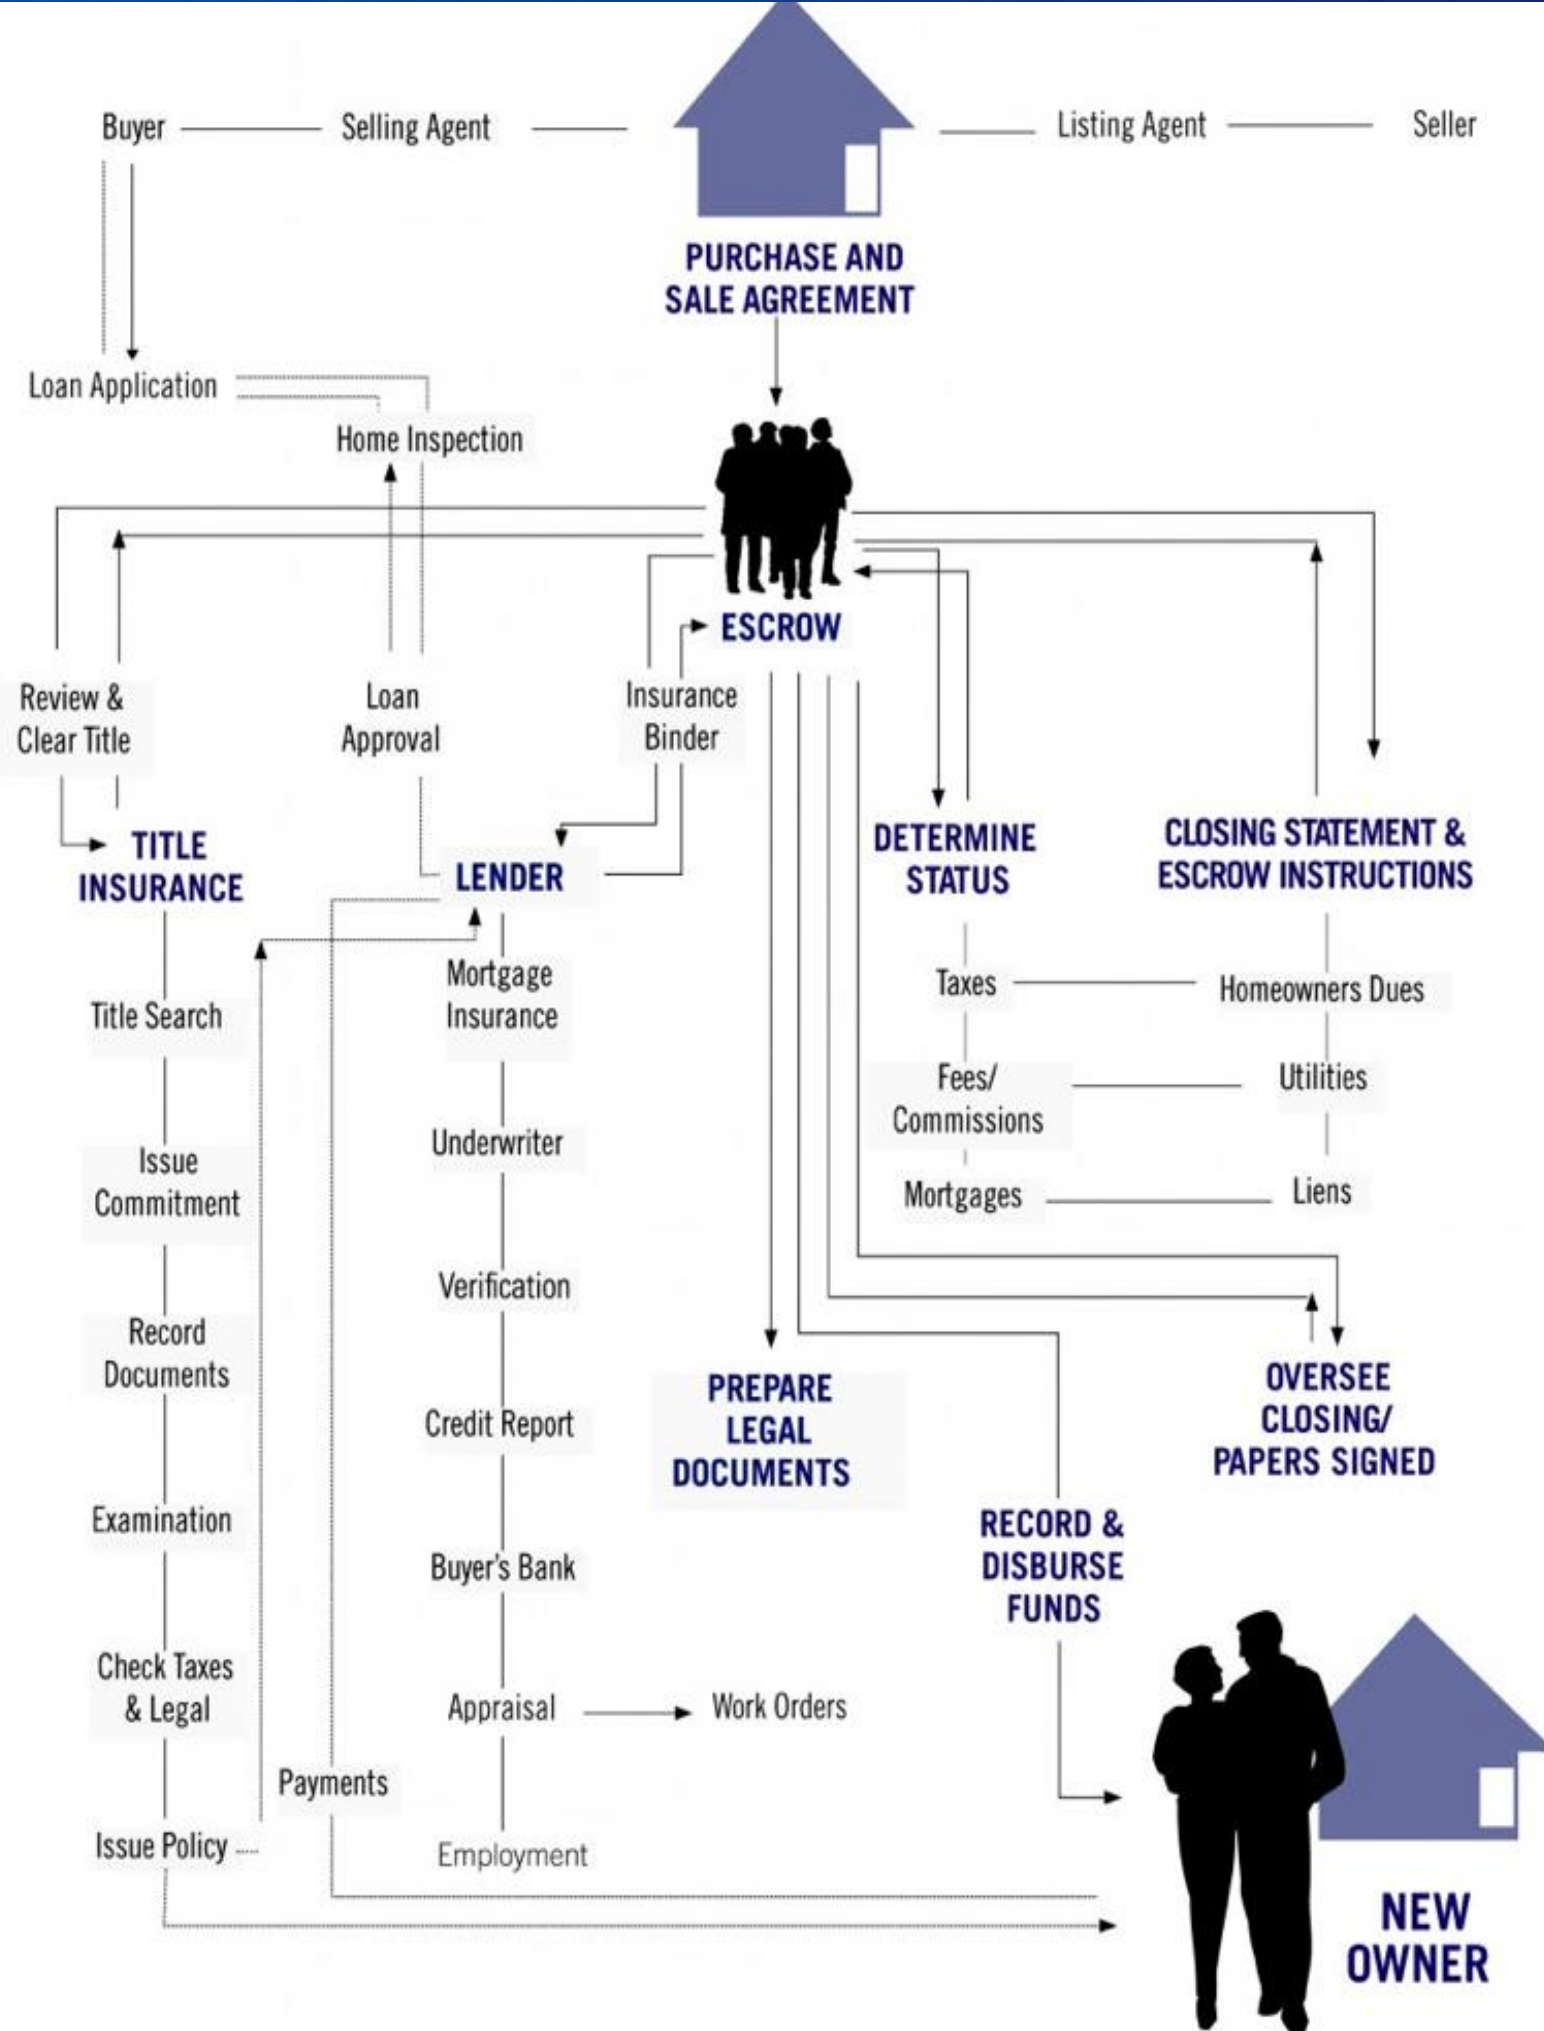 Buyer
Selling Agent
Listing Agent
Seller
PURCHASE AND
SALE AGREEMENT
Loan Application
Home Inspection
ESCROW
Review &
Clear Title
Loan
Approval
Insurance
Binder
TITLE
INSURANCE
LENDER
DETERMINE
STATUS
CLOSING STATEMENT &
ESCROW INSTRUCTIONS
Title Search
Issue
Commitment
Record
Documents
Examination
Check Taxes
& Legal
Issue Policy
Payments
Mortgage
Insurance
Underwriter
Verification
Credit Report
Buyer's Bank
Appraisal
Work Orders
Employment
Taxes
Homeowners Dues
Fees/
Commissions
Utilities
Mortgages
Liens
PREPARE
LEGAL
DOCUMENTS
OVERSEE
CLOSING/
PAPERS SIGNED
RECORD &
DISBURSE
FUNDS
NEW
OWNER